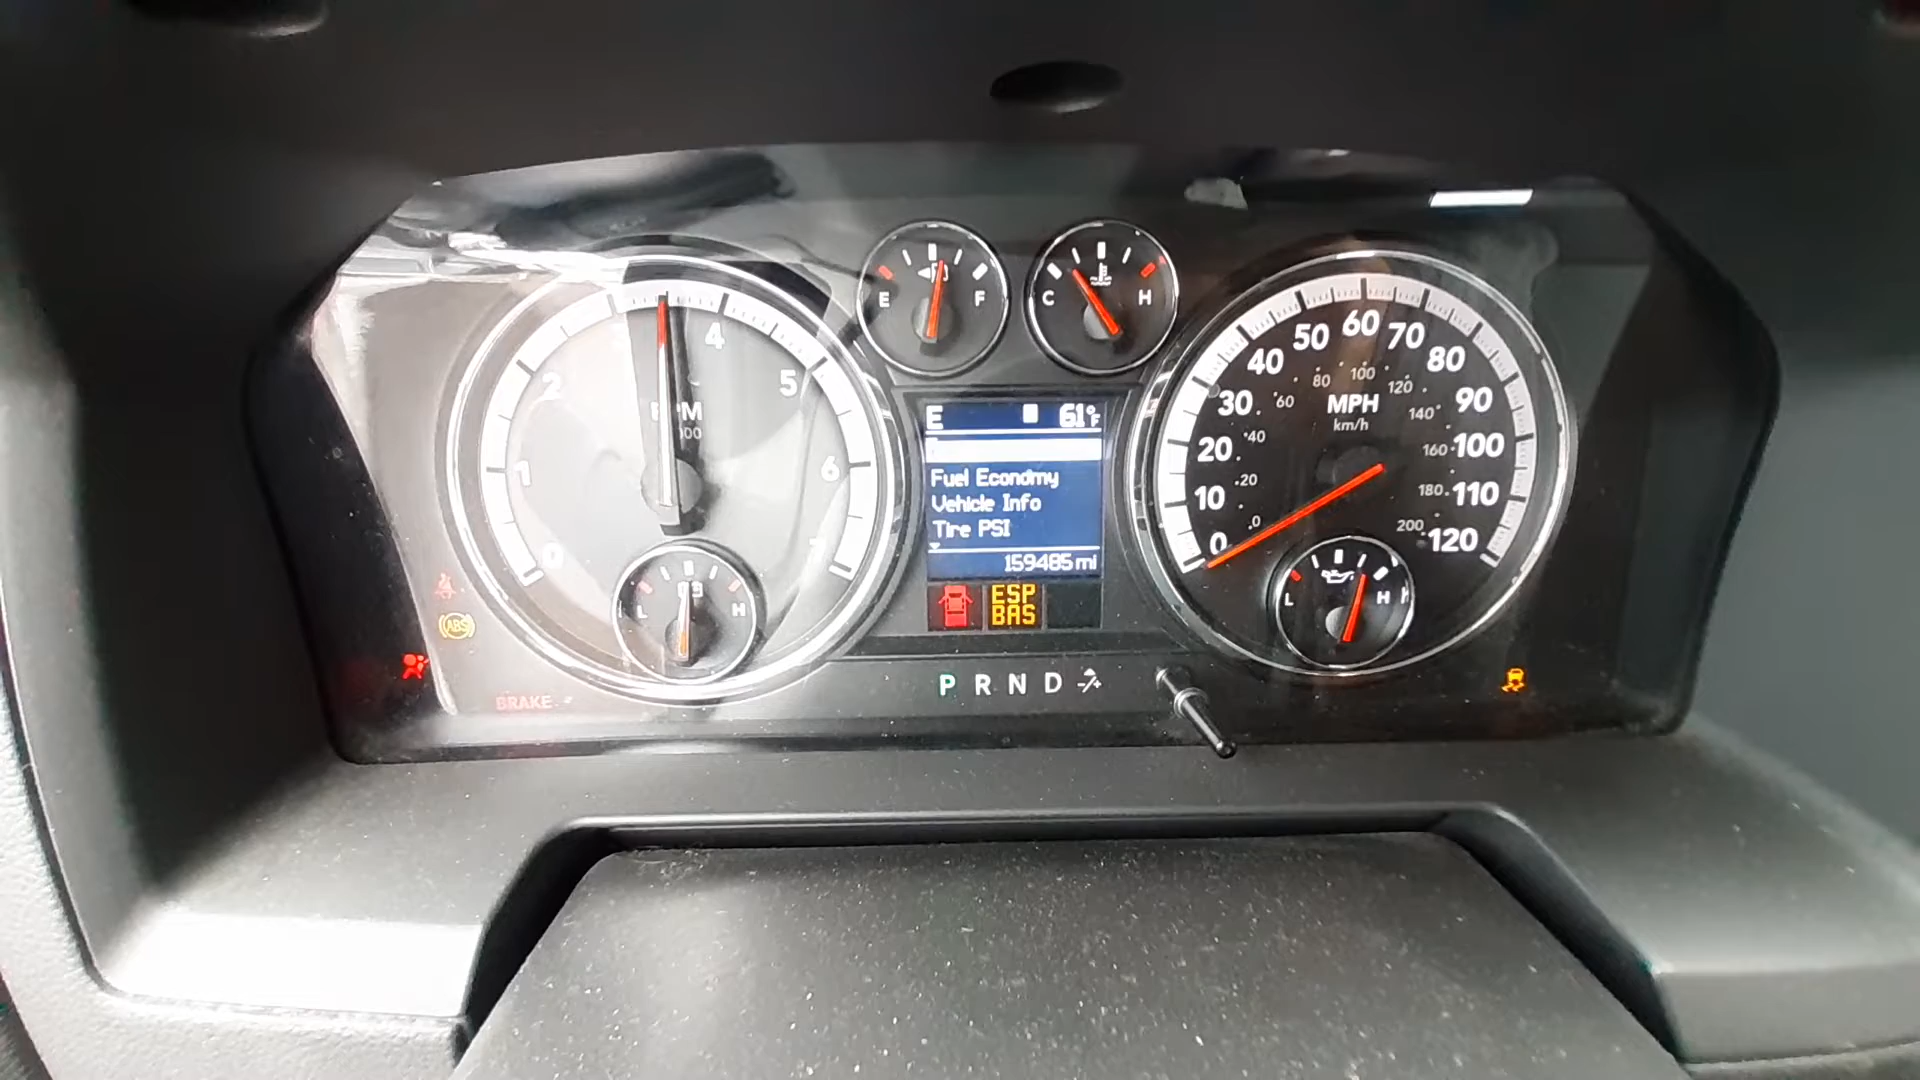 E F
C H
1
2
4
5
6
0
L H
E 61°F
Fuel Economy
Vehicle Info
Tire PSI
159485 mi
ESP
BAS
0 10 20 30 40 50 60 70 80 90 100 110 120
MPH
km/h
0 20 40 60 80 100 120 140 160 180 200
L H
ABS
BRAKE
P R N D